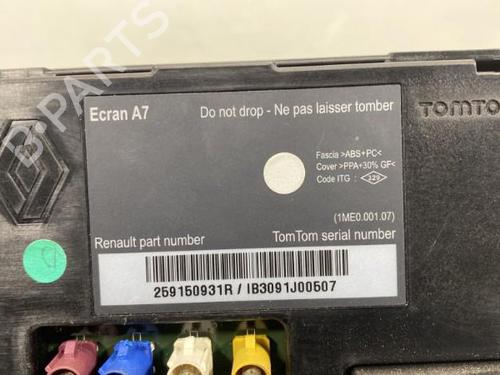 Ecran A7
Do not drop - Ne pas laisser tomber
TOMTO
Fascia >ABS+PC<
Cover >PPA+30% GF<
Code ITG : 329
(1ME0.001.07)
Renault part number
TomTom serial number
259150931R / IB3091J00507
B-PARTS